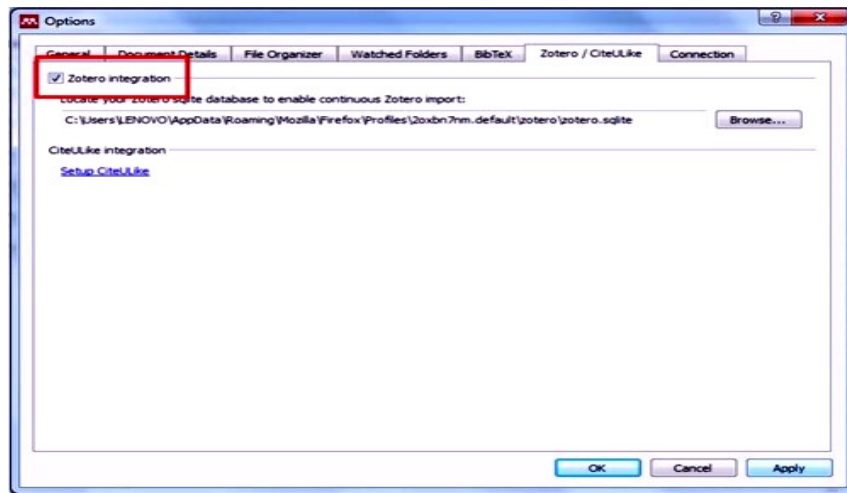 Options
General Document Details File Organizer Watched Folders BibTeX Zotero / CiteULike Connection
Zotero integration
Locate your Zotero sqlite database to enable continuous Zotero import:
C:\Users\LENOVO\AppData\Roaming\Mozilla\Firefox\Profiles\2oxbn7nm.default\zotero\zotero.sqlite Browse...
CiteULike integration
Setup CiteULike
OK Cancel Apply